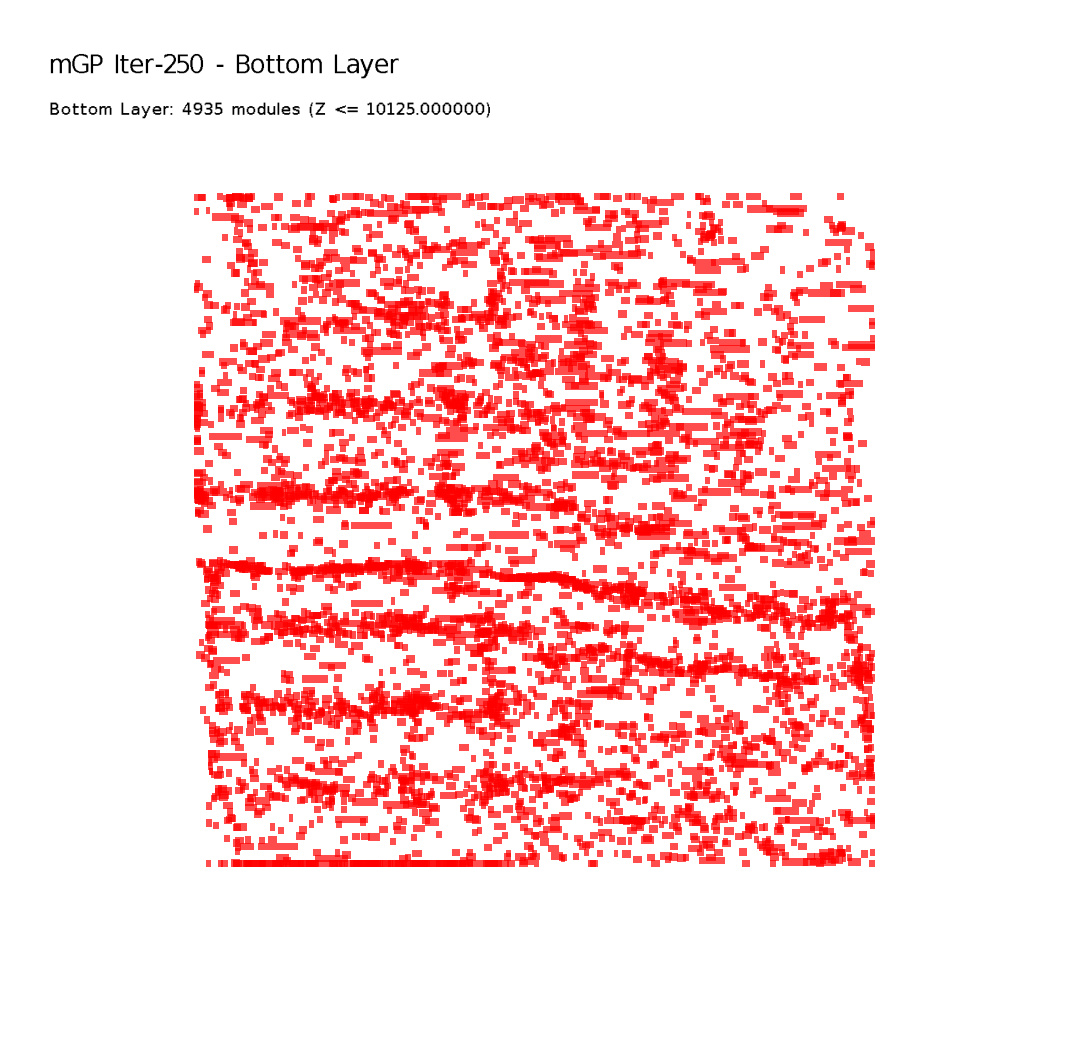 mGP Iter-250 - Bottom Layer
Bottom Layer: 4935 modules (Z <= 10125.000000)